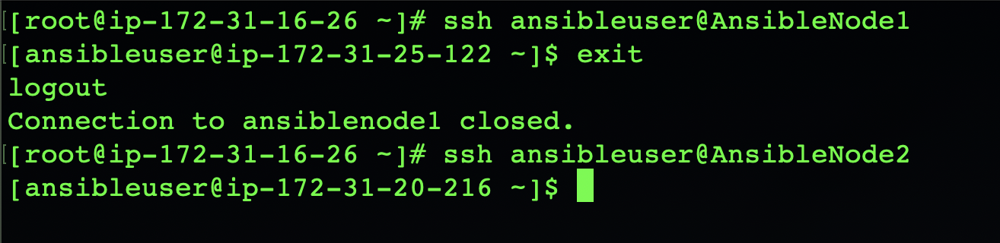 [root@ip-172-31-16-26 ~]# ssh ansibleuser@AnsibleNode1
[ansibleuser@ip-172-31-25-122 ~]$ exit
logout
Connection to ansiblenode1 closed.
[root@ip-172-31-16-26 ~]# ssh ansibleuser@AnsibleNode2
[ansibleuser@ip-172-31-20-216 ~]$